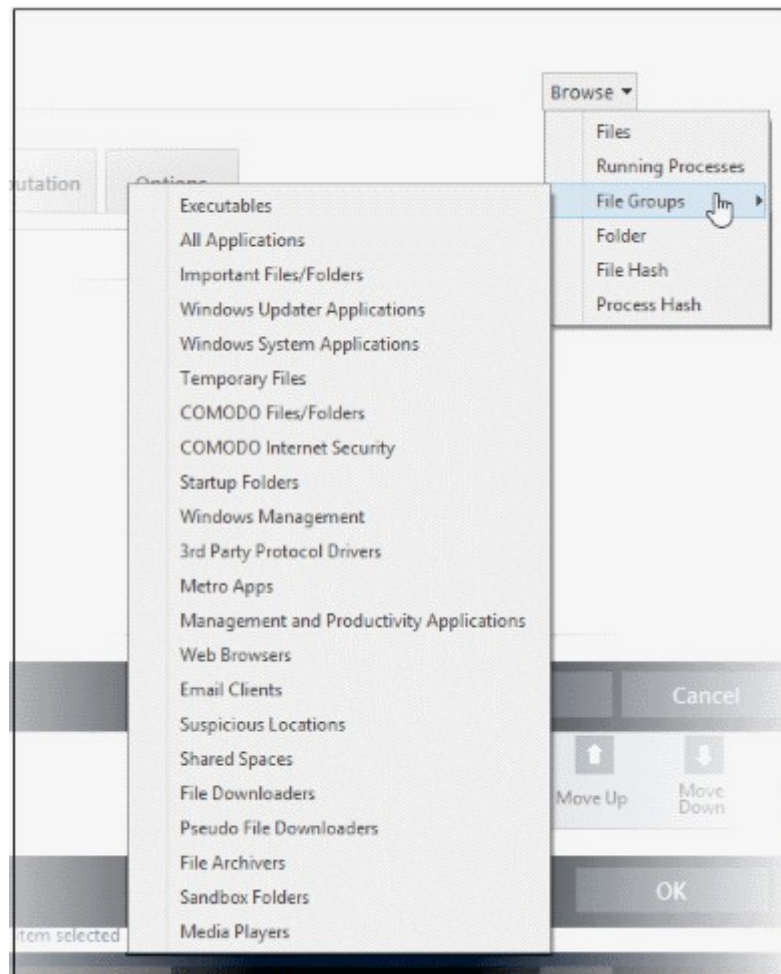 Browse
Files
Running Processes
File Groups
Folder
File Hash
Process Hash
utation
Options
Executables
All Applications
Important Files/Folders
Windows Updater Applications
Windows System Applications
Temporary Files
COMODO Files/Folders
COMODO Internet Security
Startup Folders
Windows Management
3rd Party Protocol Drivers
Metro Apps
Management and Productivity Applications
Web Browsers
Email Clients
Suspicious Locations
Shared Spaces
File Downloaders
Pseudo File Downloaders
File Archivers
Sandbox Folders
Media Players
Cancel
Move Up
Move
Down
OK
item selected